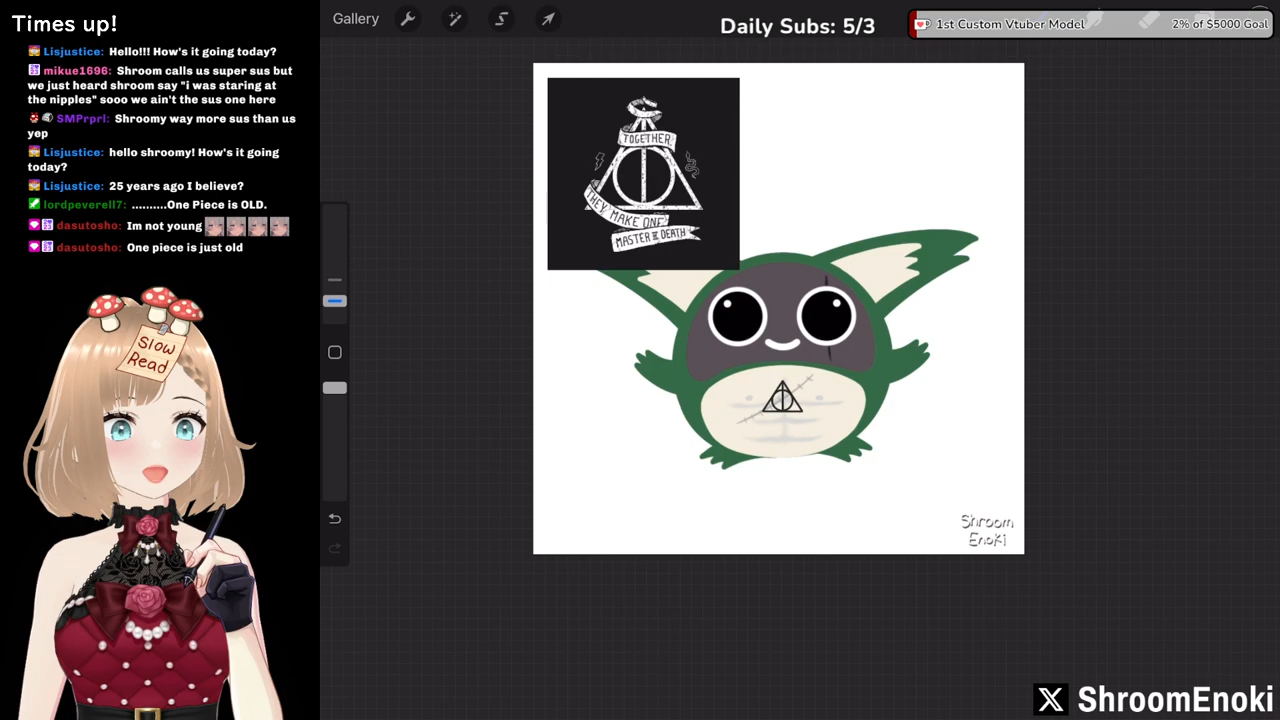 Times up!
Gallery
Daily Subs: 5/3
1st Custom Vtuber Model
2% of $5000 Goal
Lisjustice: Hello!!! How's it going today?
mikue1696: Shroom calls us super sus but
we just heard shroom say "i was staring at
the nipples" sooo we ain't the sus one here
SMPrprl: Shroomy way more sus than us
yep
Lisjustice: hello shroomy! How's it going
today?
Lisjustice: 25 years ago I believe?
lordpeverell7: ..........One Piece is OLD.
dasutosho: Im not young
dasutosho: One piece is just old
TOGETHER
THEY MAKE ONE
MASTER OF DEATH
Slow
Read
Shroom
Enoki
X ShroomEnoki